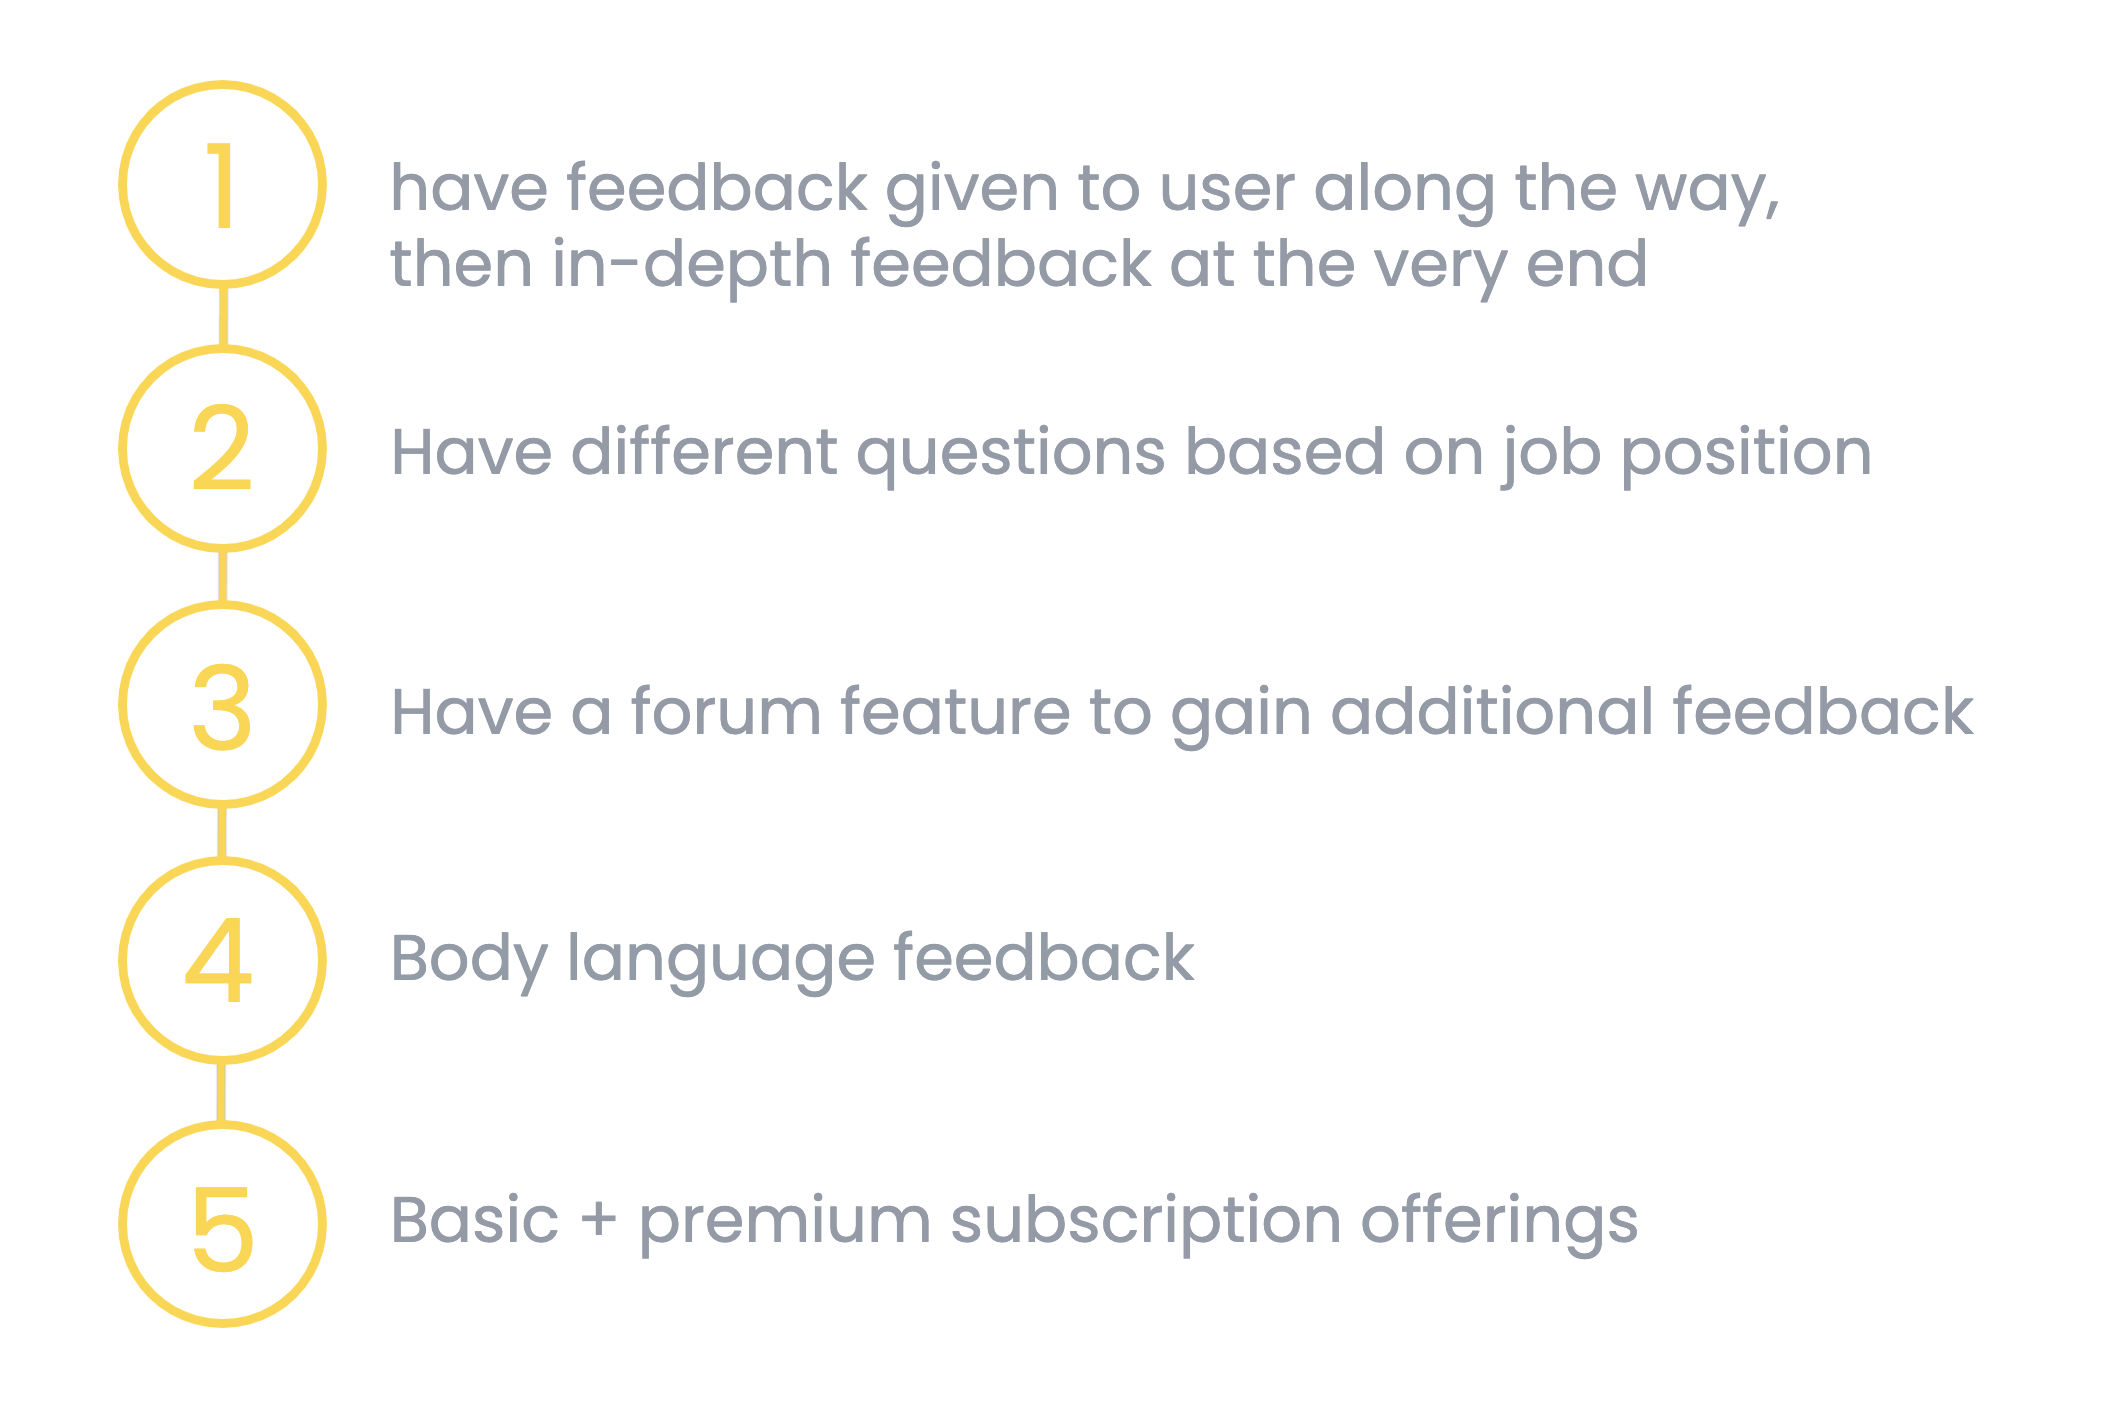 1
have feedback given to user along the way,
then in-depth feedback at the very end
2
Have different questions based on job position
3
Have a forum feature to gain additional feedback
4
Body language feedback
5
Basic + premium subscription offerings